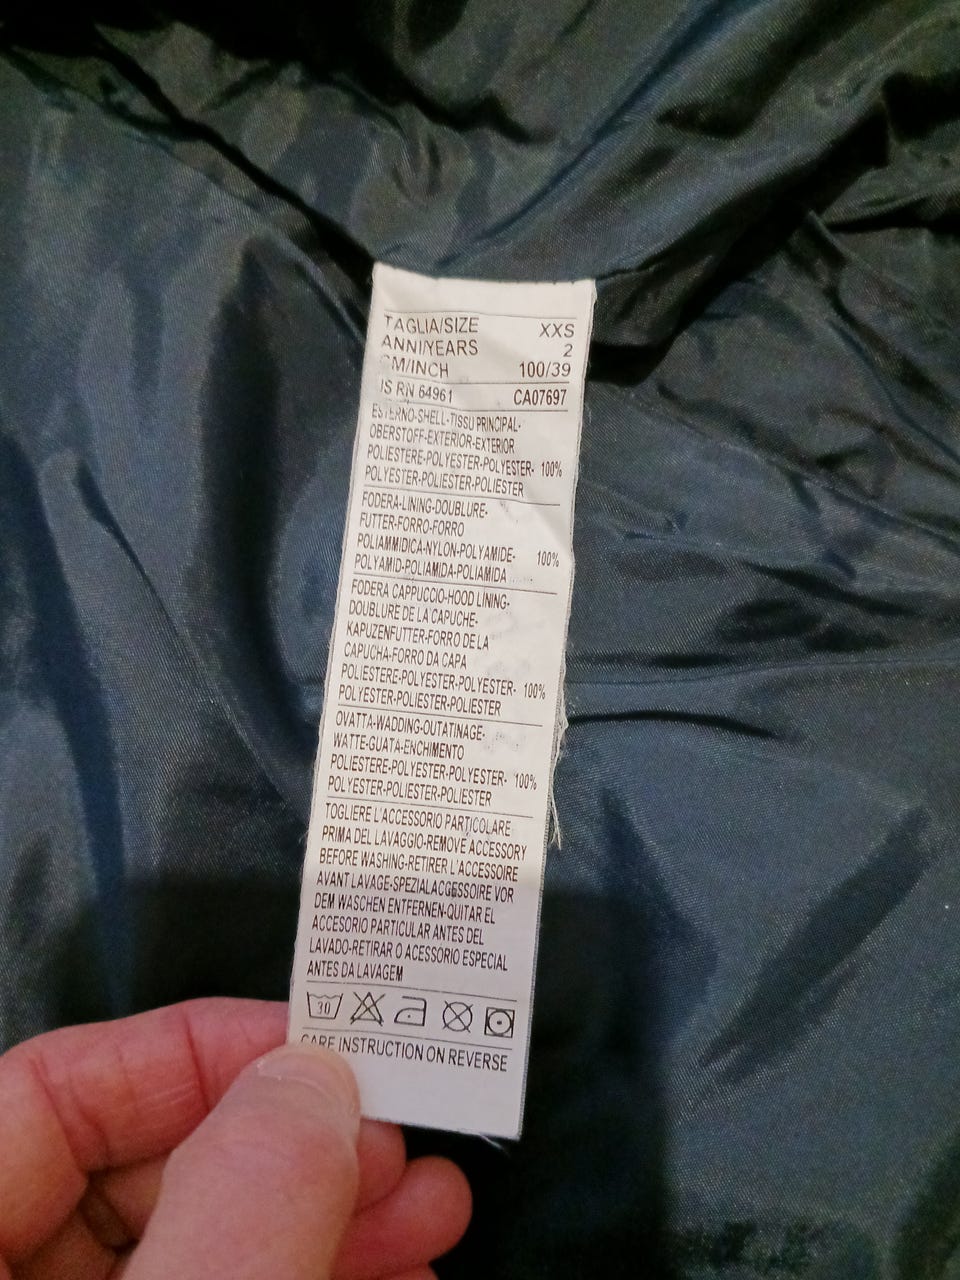 TAGLIA/SIZE XXS
ANNI/YEARS 2
CM/INCH 100/39
US RN 64961 CA07697
ESTERNO-SHELL-TISSU PRINCIPAL-
OBERSTOFF-EXTERIOR-EXTERIOR
POLIESTERE-POLYESTER-POLYESTER- 100%
POLYESTER-POLIESTER-POLIESTER
FODERA-LINING-DOUBLURE-
FUTTER-FORRO-FORRO
POLIAMMIDICA-NYLON-POLYAMIDE- 100%
POLYAMID-POLIAMIDA-POLIAMIDA
FODERA CAPPUCCIO-HOOD LINING-
DOUBLURE DE LA CAPUCHE-
KAPUZENFUTTER-FORRO DE LA
CAPUCHA-FORRO DA CAPA
POLIESTERE-POLYESTER-POLYESTER- 100%
POLYESTER-POLIESTER-POLIESTER
OVATTA-WADDING-OUTATINAGE-
WATTE-GUATA-ENCHIMENTO
POLIESTERE-POLYESTER-POLYESTER- 100%
POLYESTER-POLIESTER-POLIESTER
TOGLIERE L'ACCESSORIO PARTICOLARE
PRIMA DEL LAVAGGIO-REMOVE ACCESSORY
BEFORE WASHING-RETIRER L'ACCESSOIRE
AVANT LAVAGE-SPEZIALACCESSOIRE VOR
DEM WASCHEN ENTFERNEN-QUITAR EL
ACCESORIO PARTICULAR ANTES DEL
LAVADO-RETIRAR O ACESSORIO ESPECIAL
ANTES DA LAVAGEM
30
CARE INSTRUCTION ON REVERSE